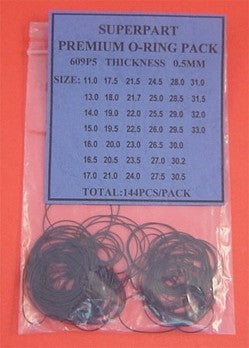 SUPERPART
PREMIUM O-RING PACK
609P5 THICKNESS 0.5MM
SIZE: 11.0 17.5 21.5 24.5 28.0 31.0
13.0 18.0 21.7 25.0 28.5 31.5
14.0 19.0 22.0 25.5 29.0 32.0
15.0 19.5 22.5 26.0 29.5 33.0
16.0 20.0 23.0 26.5 30.0
16.5 20.5 23.5 27.0 30.2
17.0 21.0 24.0 27.5 30.5
TOTAL:144PCS/PACK